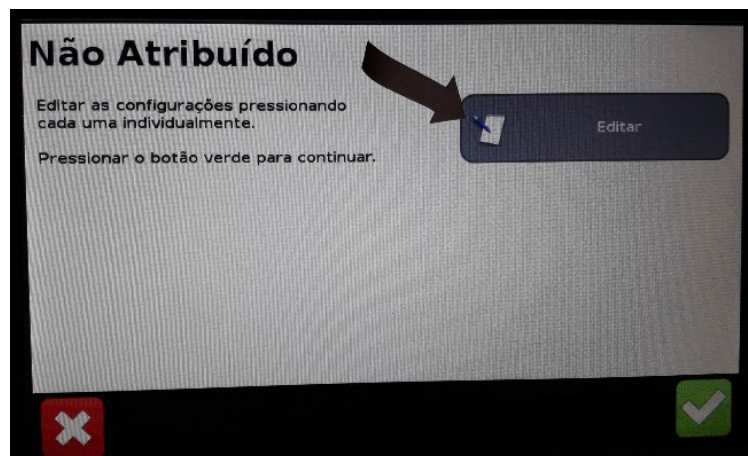 Não Atribuído
Editar as configurações pressionando
cada uma individualmente.
Pressionar o botão verde para continuar.
Editar